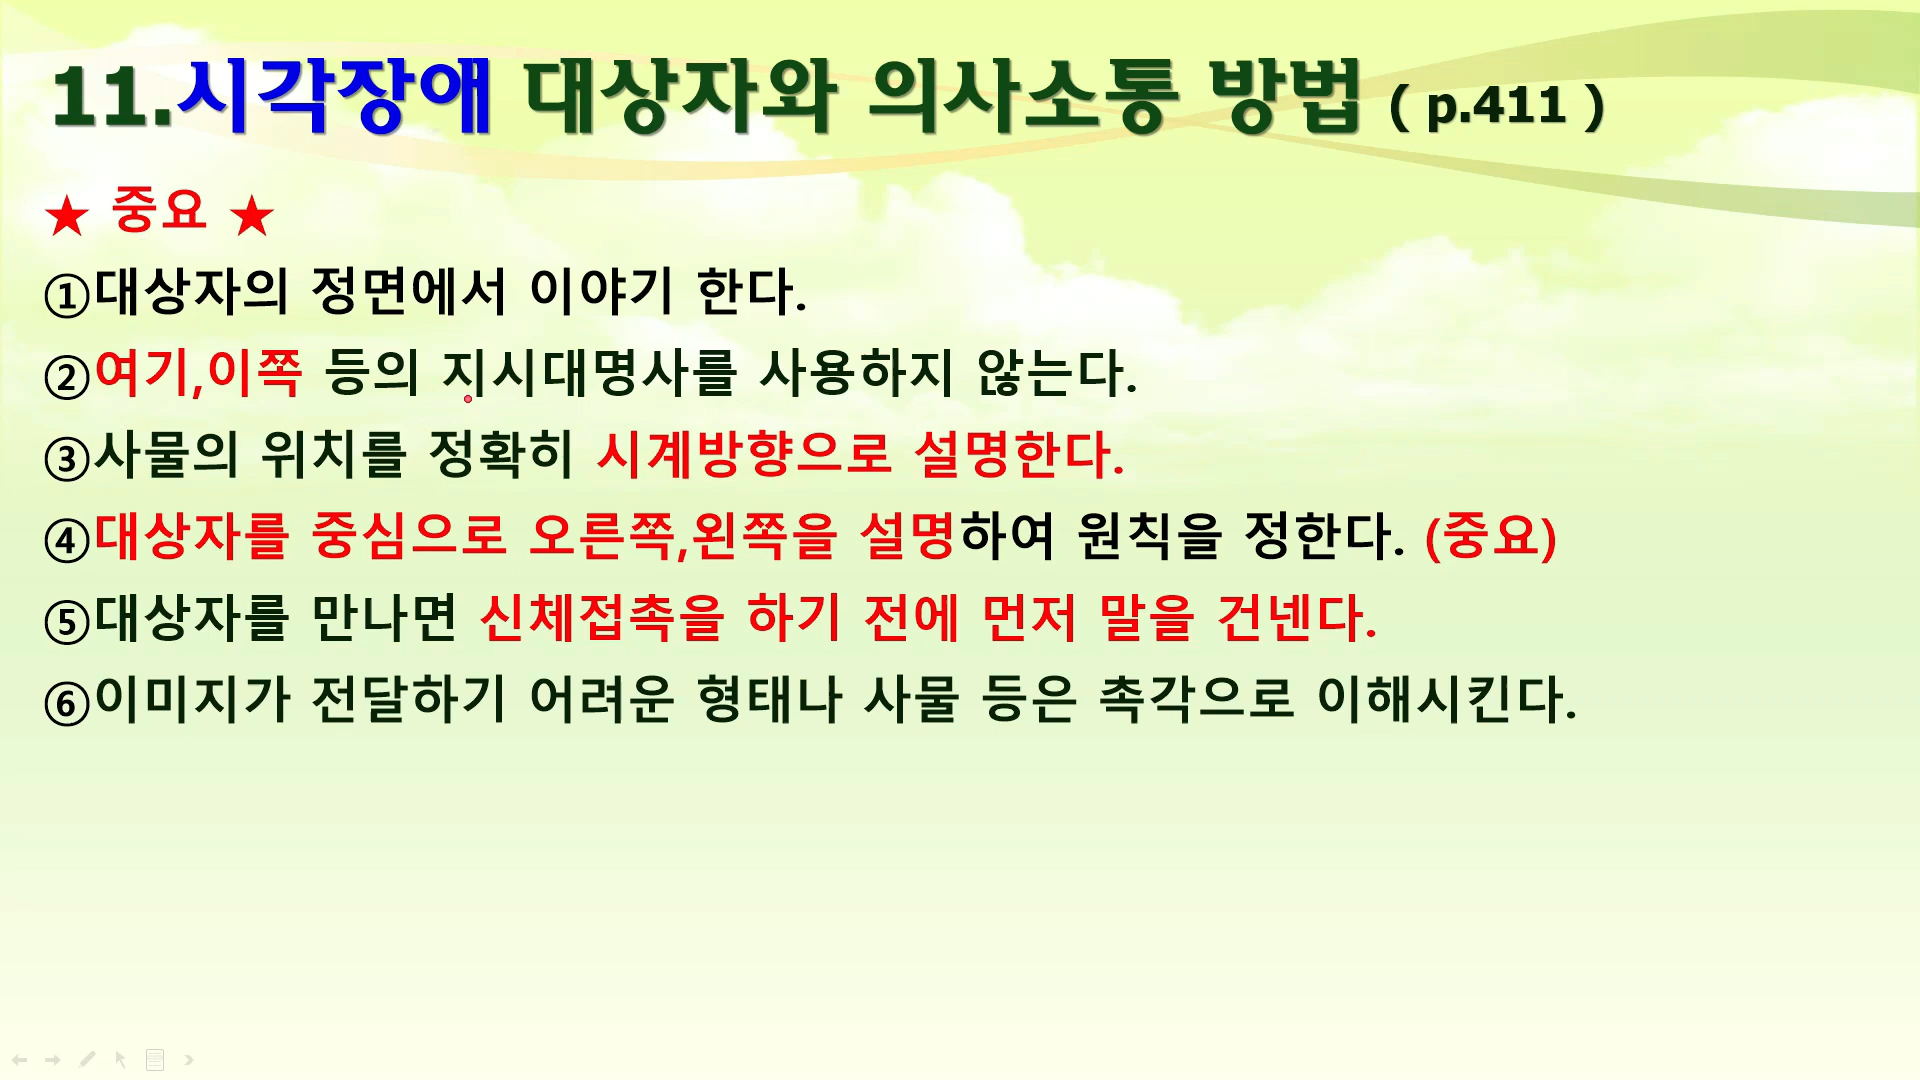 11.시각장애 대상자와 의사소통 방법 ( p.411 )
★ 중요 ★
①대상자의 정면에서 이야기 한다.
②여기,이쪽 등의 지시대명사를 사용하지 않는다.
③사물의 위치를 정확히 시계방향으로 설명한다.
④대상자를 중심으로 오른쪽,왼쪽을 설명하여 원칙을 정한다. (중요)
⑤대상자를 만나면 신체접촉을 하기 전에 먼저 말을 건넨다.
⑥이미지가 전달하기 어려운 형태나 사물 등은 촉각으로 이해시킨다.